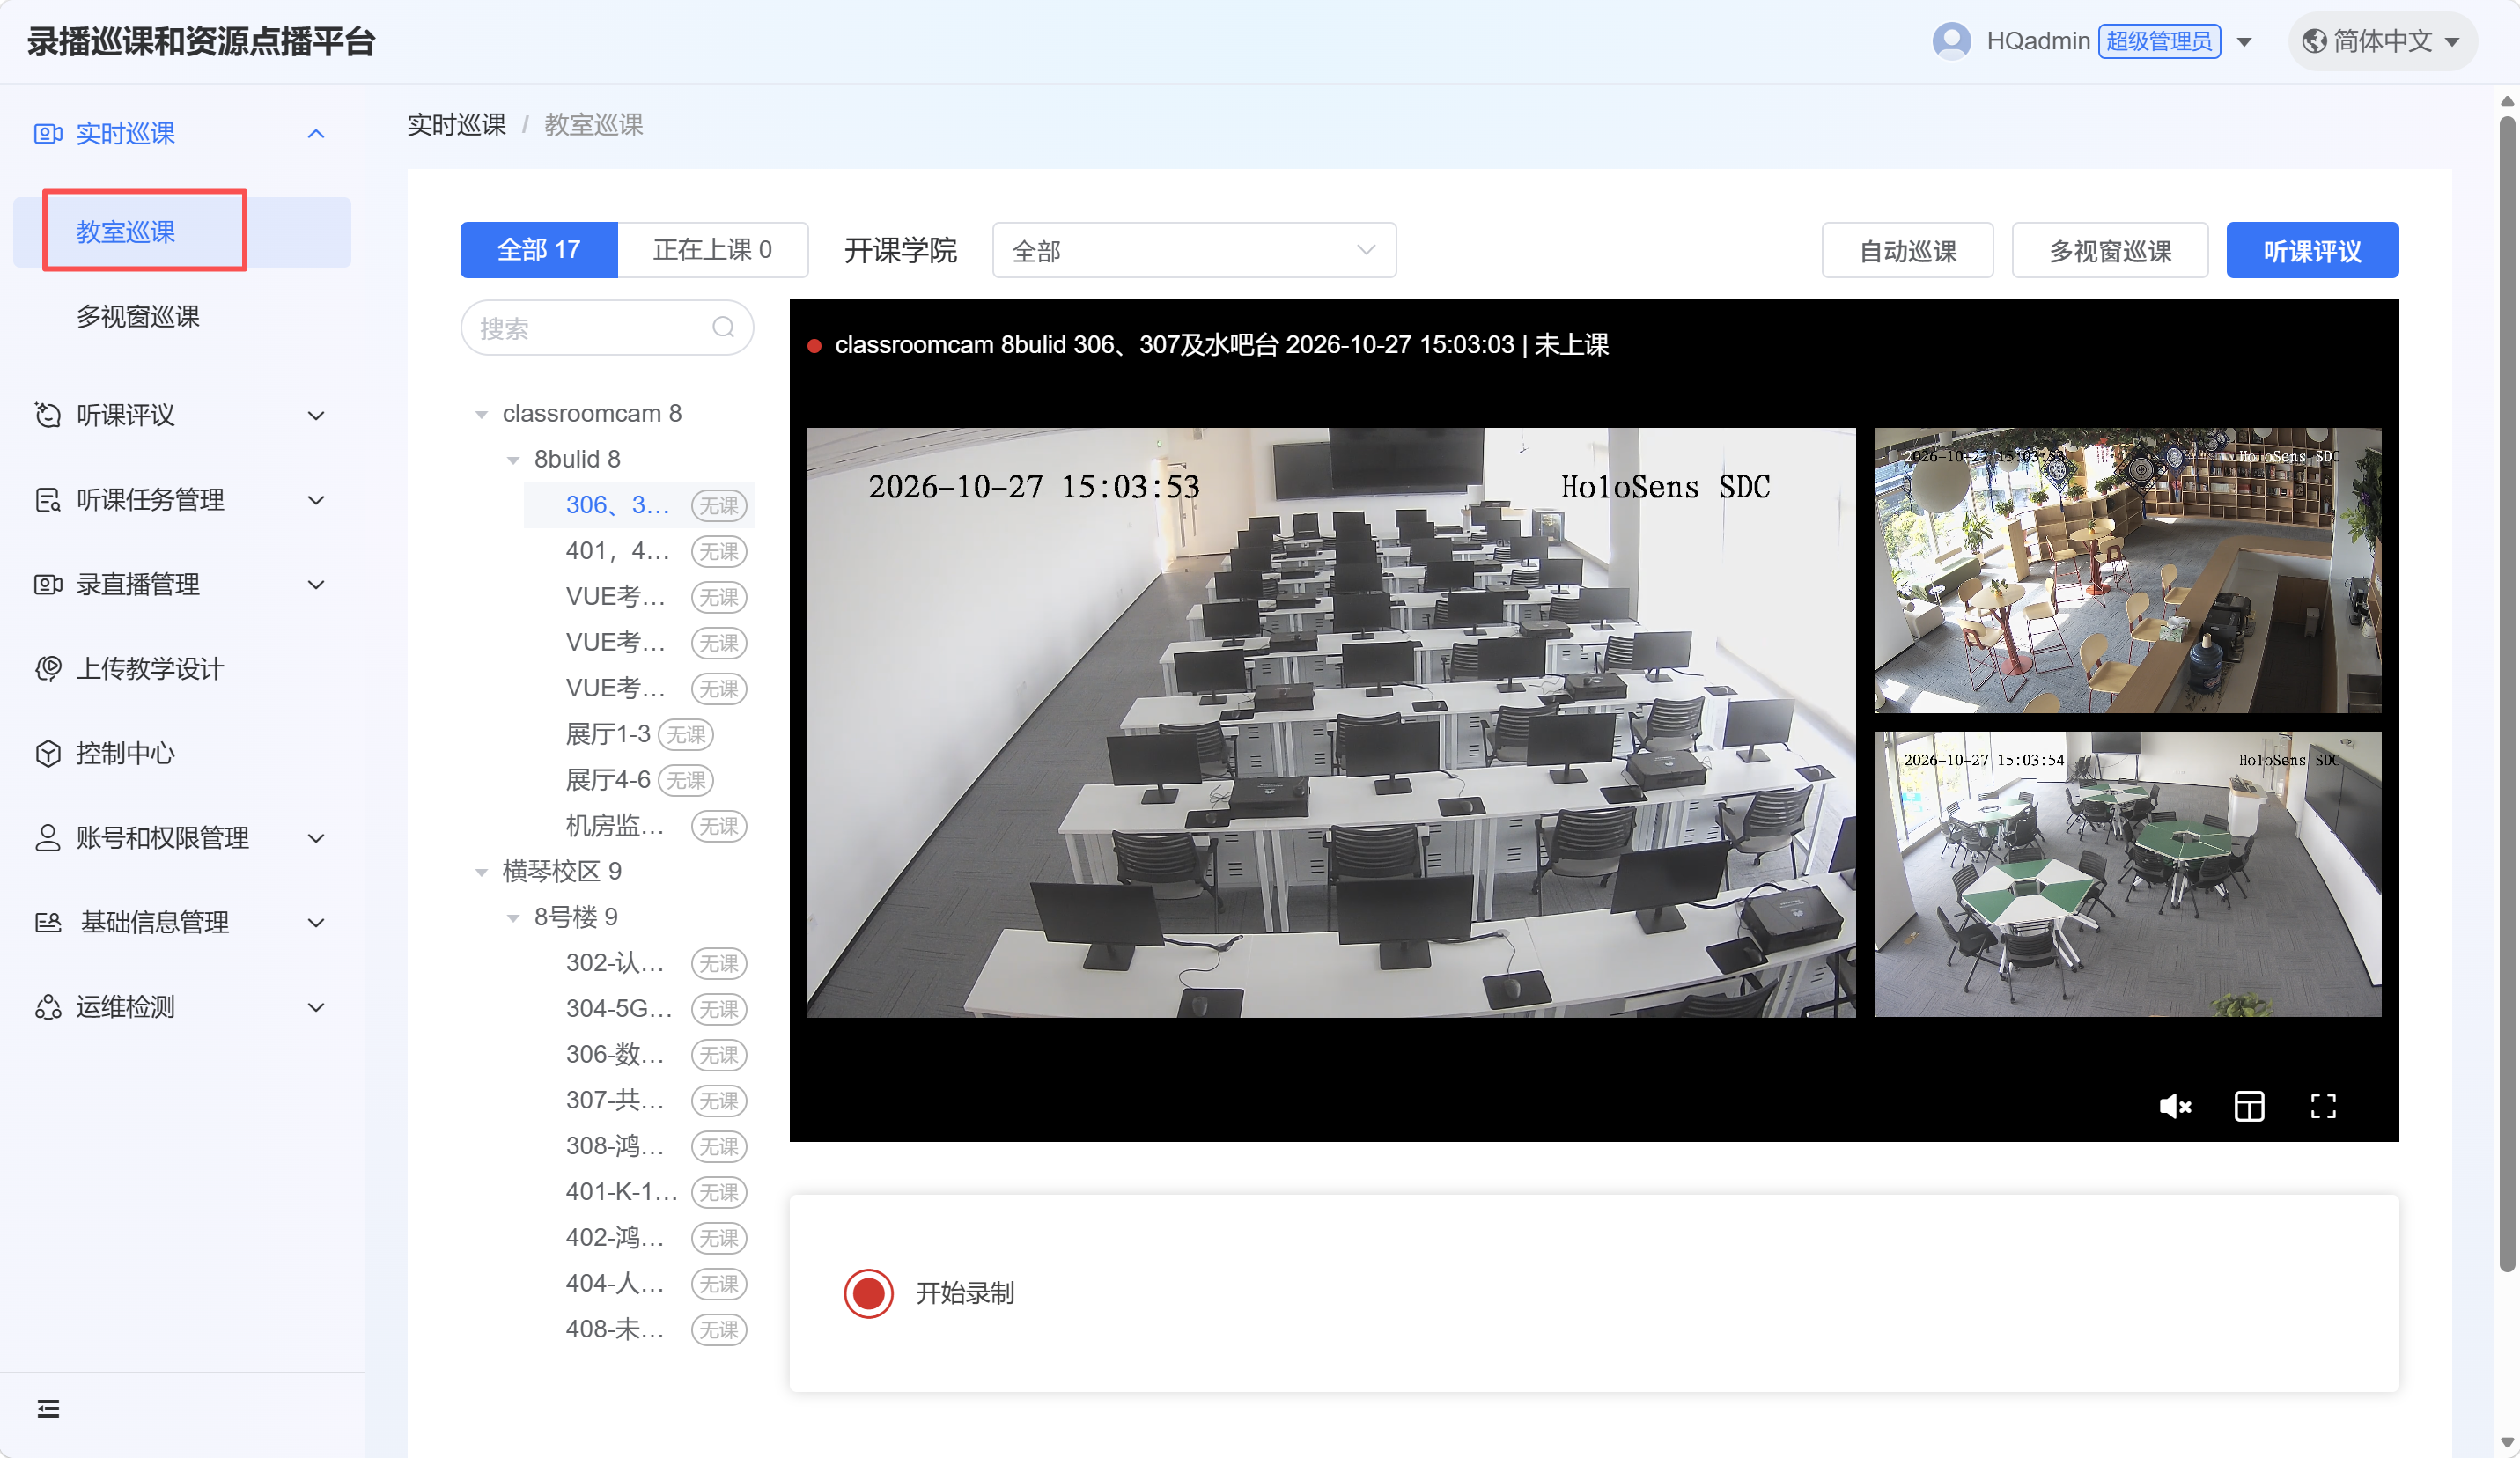 录播巡课和资源点播平台
HQadmin 超级管理员
简体中文
实时巡课
教室巡课
多视窗巡课
听课评议
听课任务管理
录直播管理
上传教学设计
控制中心
账号和权限管理
基础信息管理
运维检测
实时巡课 / 教室巡课
全部 17 正在上课 0 开课学院 全部
自动巡课 多视窗巡课 听课评议
搜索
classroomcam 8
8bulid 8
306、3... 无课
401，4... 无课
VUE考... 无课
VUE考... 无课
VUE考... 无课
展厅1-3 无课
展厅4-6 无课
机房监... 无课
横琴校区 9
8号楼 9
302-认... 无课
304-5G... 无课
306-数... 无课
307-共... 无课
308-鸿... 无课
401-K-1... 无课
402-鸿... 无课
404-人... 无课
408-未... 无课
classroomcam 8bulid 306、307及水吧台 2026-10-27 15:03:03 | 未上课
2026-10-27 15:03:53 HoloSens SDC
2026-10-27 15:03:53 HoloSens SDC
2026-10-27 15:03:54 HoloSens SDC
开始录制